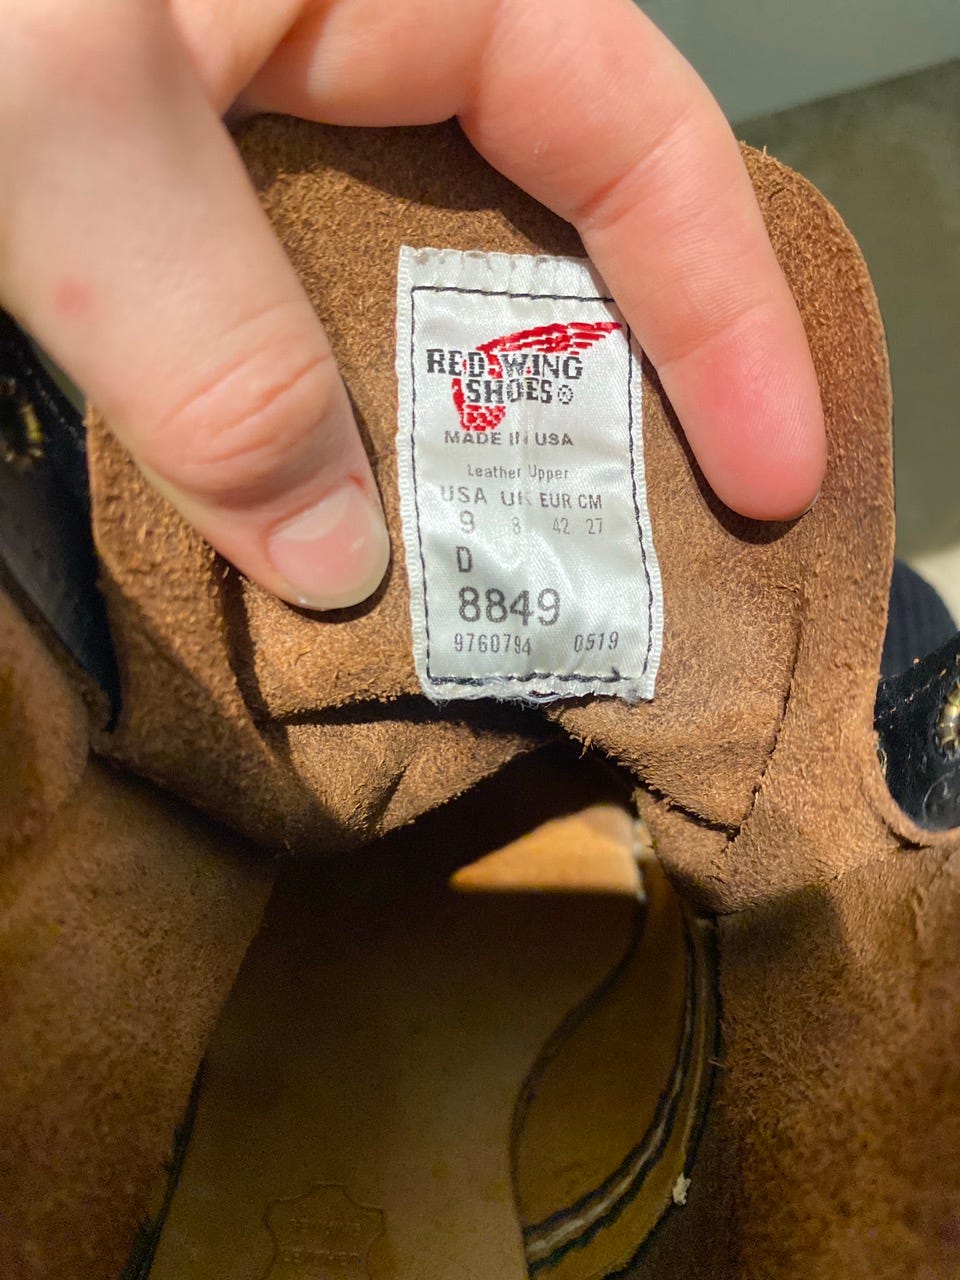 RED WING
SHOES®
MADE IN USA
Leather Upper
USA UK EUR CM
9 8 42 27
D
8849
9760794 0519